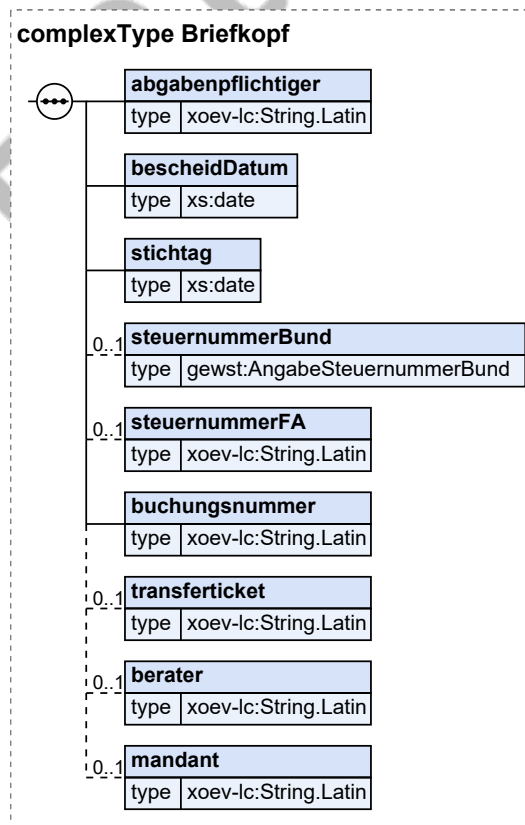 complexType Briefkopf
abgabenpflichtiger
type xoev-lc:String.Latin
bescheidDatum
type xs:date
stichtag
type xs:date
0..1 steuernummerBund
type gewst:AngabeSteuernummerBund
0..1 steuernummerFA
type xoev-lc:String.Latin
buchungsnummer
type xoev-lc:String.Latin
0..1 transferticket
type xoev-lc:String.Latin
0..1 berater
type xoev-lc:String.Latin
0..1 mandant
type xoev-lc:String.Latin